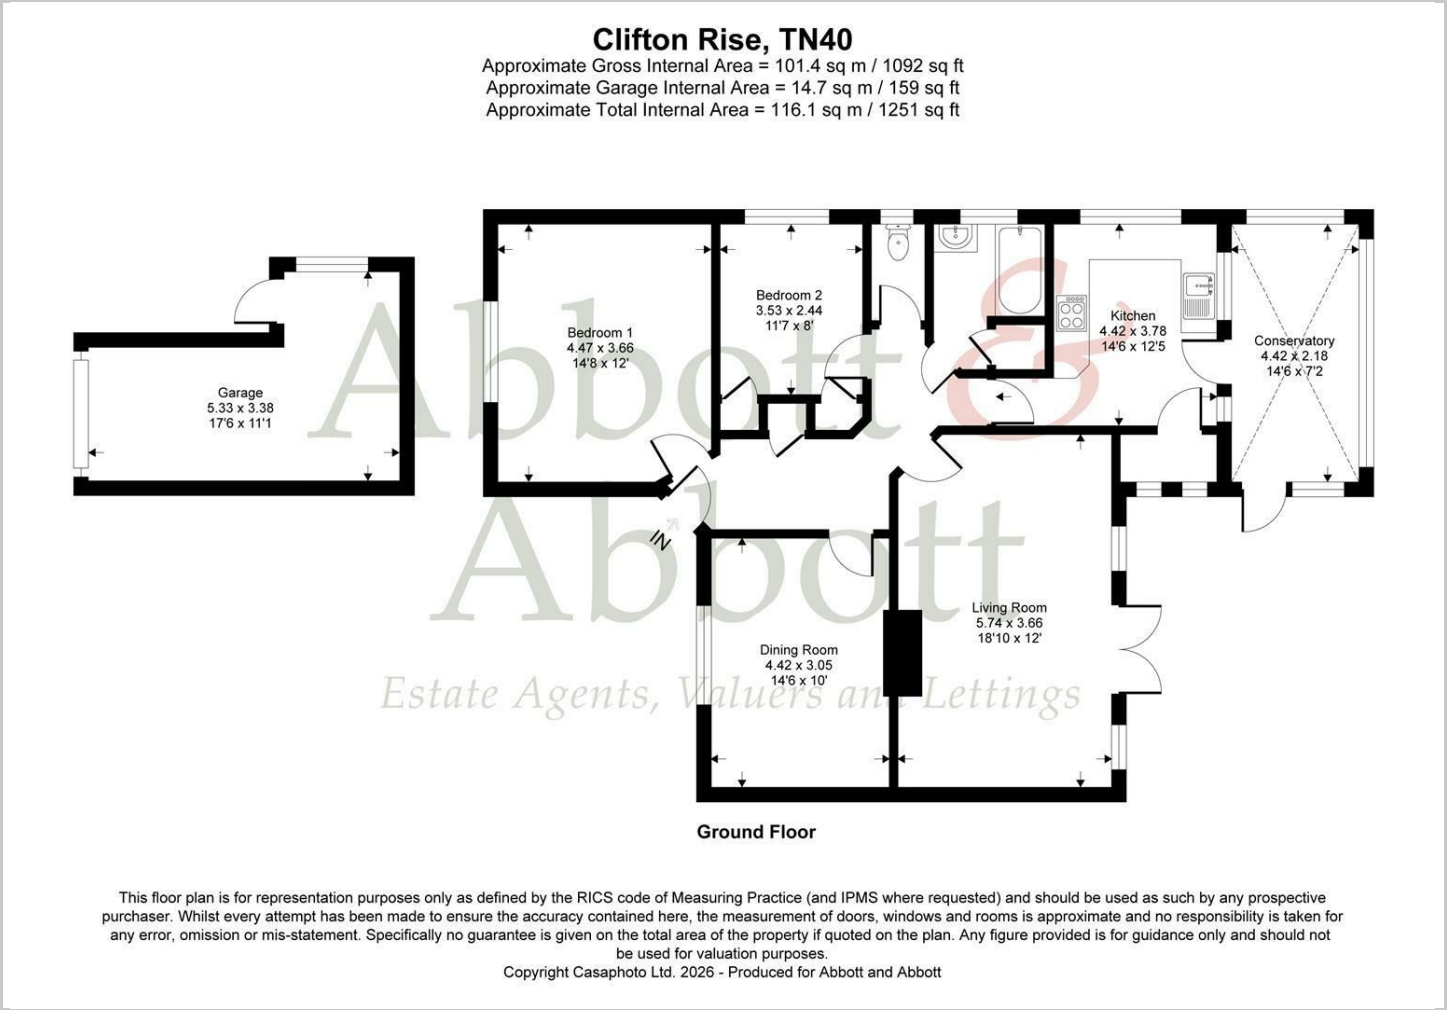 Clifton Rise, TN40
Approximate Gross Internal Area = 101.4 sq m / 1092 sq ft
Approximate Garage Internal Area = 14.7 sq m / 159 sq ft
Approximate Total Internal Area = 116.1 sq m / 1251 sq ft
Bedroom 1
4.47 x 3.66
14'8 x 12'
Bedroom 2
3.53 x 2.44
11'7 x 8'
Kitchen
4.42 x 3.78
14'6 x 12'5
Conservatory
4.42 x 2.18
14'6 x 7'2
Garage
5.33 x 3.38
17'6 x 11'1
IN
Dining Room
4.42 x 3.05
14'6 x 10'
Living Room
5.74 x 3.66
18'10 x 12'
Abbott &
Abbott
Estate Agents, Valuers and Lettings
Ground Floor
This floor plan is for representation purposes only as defined by the RICS code of Measuring Practice (and IPMS where requested) and should be used as such by any prospective
purchaser. Whilst every attempt has been made to ensure the accuracy contained here, the measurement of doors, windows and rooms is approximate and no responsibility is taken for
any error, omission or mis-statement. Specifically no guarantee is given on the total area of the property if quoted on the plan. Any figure provided is for guidance only and should not
be used for valuation purposes.
Copyright Casaphoto Ltd. 2026 - Produced for Abbott and Abbott